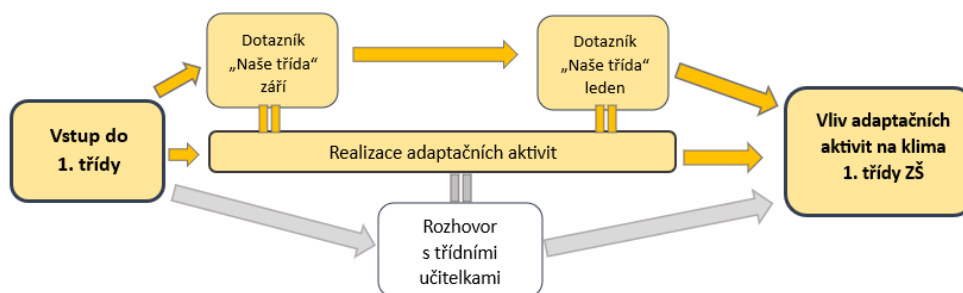 Dotazník
„Naše třída“
září
Dotazník
„Naše třída“
leden
Vstup do
1. třídy
Realizace adaptačních aktivit
Vliv adaptačních
aktivit na klima
1. třídy ZŠ
Rozhovor
s třídními
učitelkami